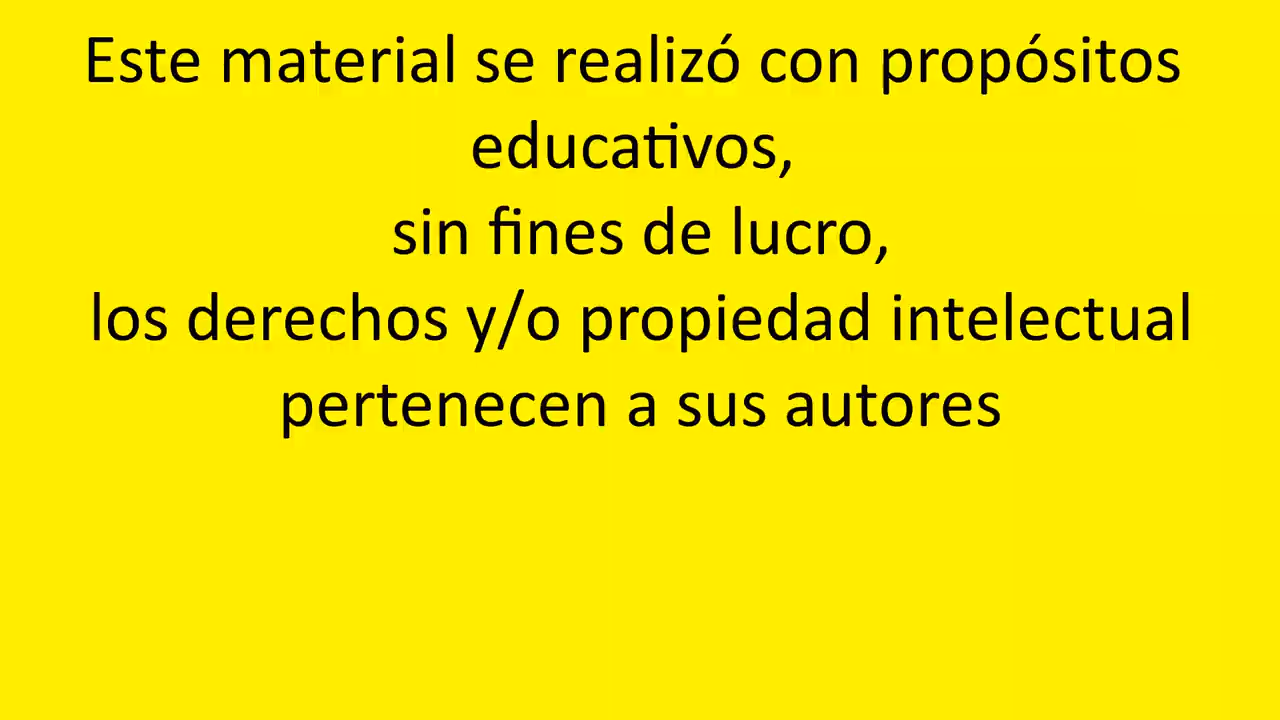 Este material se realizó con propósitos
educativos,
sin fines de lucro,
los derechos y/o propiedad intelectual
pertenecen a sus autores